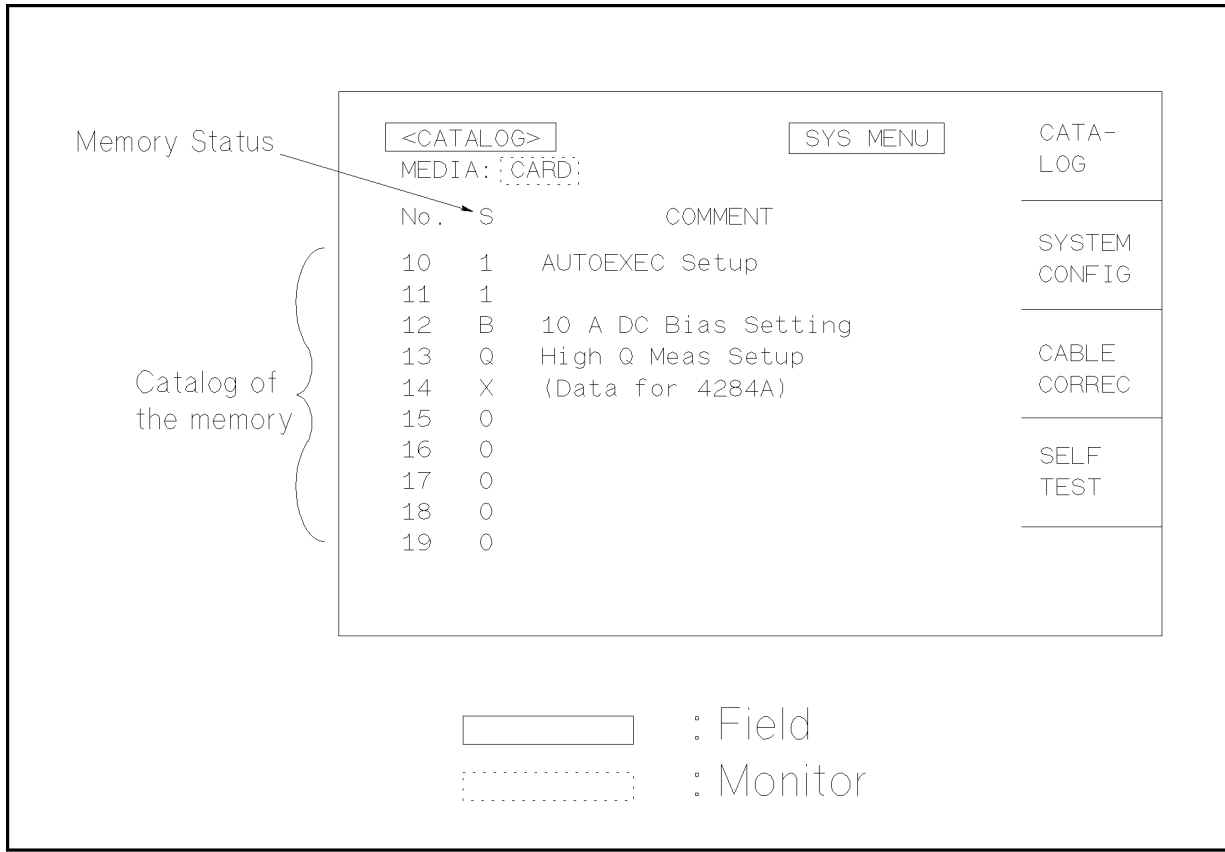 Memory Status
<CATALOG> SYS MENU
MEDIA: CARD
No. S COMMENT
10 1 AUTOEXEC Setup
11 1
12 B 10 A DC Bias Setting
13 Q High Q Meas Setup
14 X (Data for 4284A)
15 0
16 0
17 0
18 0
19 0
Catalog of
the memory
CATA-
LOG
SYSTEM
CONFIG
CABLE
CORREC
SELF
TEST
: Field
: Monitor